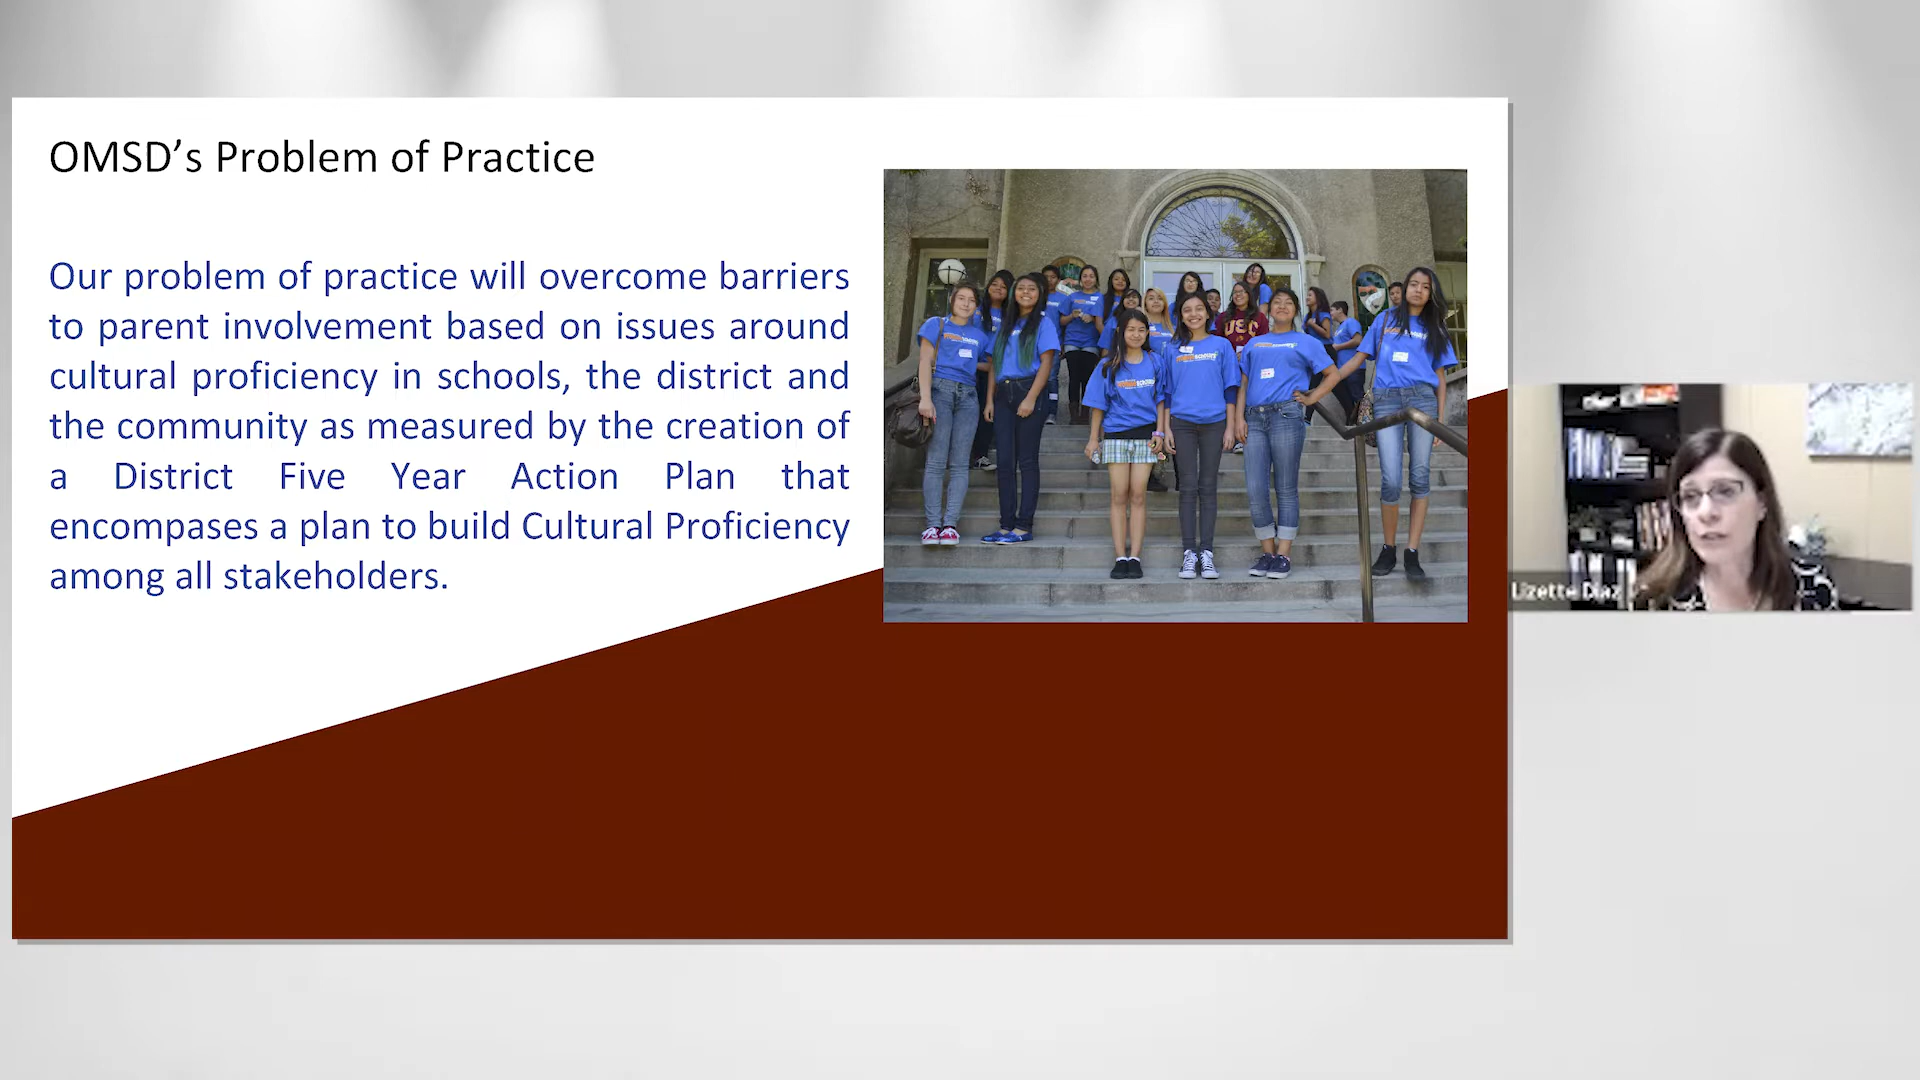 OMSD’s Problem of Practice
Our problem of practice will overcome barriers
to parent involvement based on issues around
cultural proficiency in schools, the district and
the community as measured by the creation of
a District Five Year Action Plan that
encompases a plan to build Cultural Proficiency
among all stakeholders.
USC
Lizette Diaz